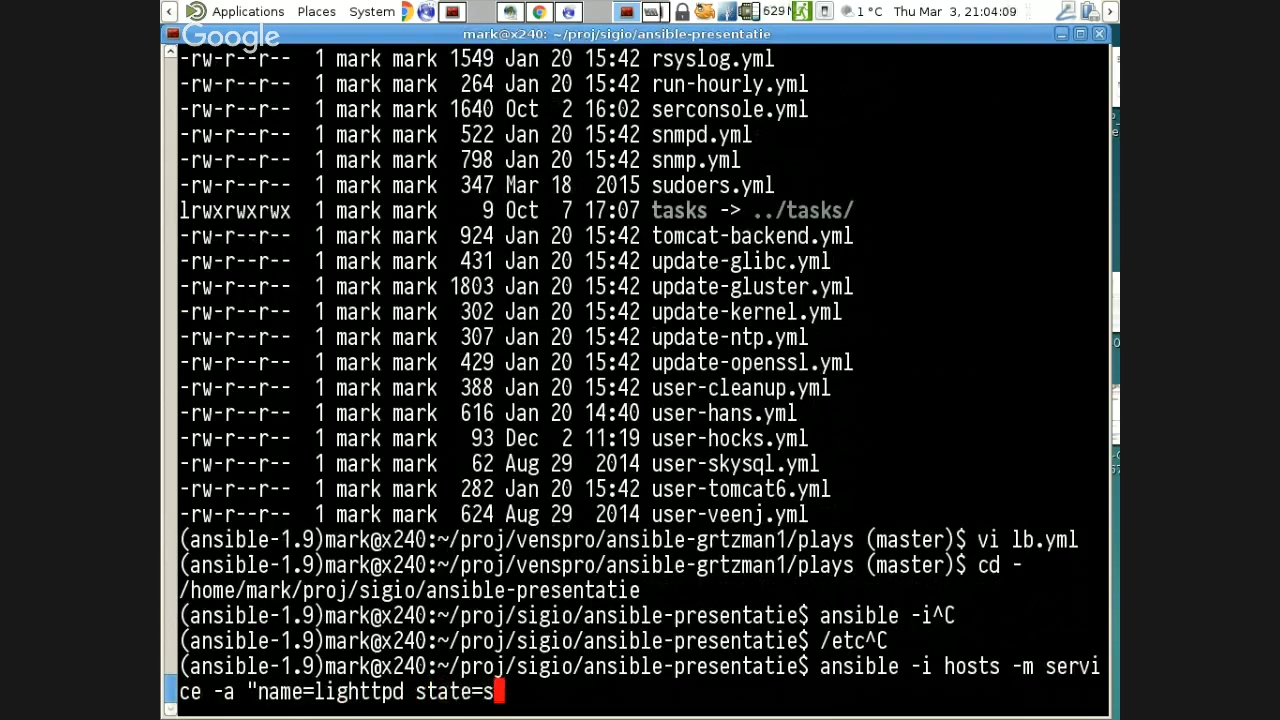 Applications Places System 629 M 1 °C Thu Mar 3, 21:04:09
Google
mark@x240: ~/proj/sigio/ansible-presentatie
-rw-r--r-- 1 mark mark 1549 Jan 20 15:42 rsyslog.yml
-rw-r--r-- 1 mark mark 264 Jan 20 15:42 run-hourly.yml
-rw-r--r-- 1 mark mark 1640 Oct 2 16:02 serconsole.yml
-rw-r--r-- 1 mark mark 522 Jan 20 15:42 snmpd.yml
-rw-r--r-- 1 mark mark 798 Jan 20 15:42 snmp.yml
-rw-r--r-- 1 mark mark 347 Mar 18 2015 sudoers.yml
lrwxrwxrwx 1 mark mark 9 Oct 7 17:07 tasks -> ../tasks/
-rw-r--r-- 1 mark mark 924 Jan 20 15:42 tomcat-backend.yml
-rw-r--r-- 1 mark mark 431 Jan 20 15:42 update-glibc.yml
-rw-r--r-- 1 mark mark 1803 Jan 20 15:42 update-gluster.yml
-rw-r--r-- 1 mark mark 302 Jan 20 15:42 update-kernel.yml
-rw-r--r-- 1 mark mark 307 Jan 20 15:42 update-ntp.yml
-rw-r--r-- 1 mark mark 429 Jan 20 15:42 update-openssl.yml
-rw-r--r-- 1 mark mark 388 Jan 20 15:42 user-cleanup.yml
-rw-r--r-- 1 mark mark 616 Jan 20 14:40 user-hans.yml
-rw-r--r-- 1 mark mark 93 Dec 2 11:19 user-hocks.yml
-rw-r--r-- 1 mark mark 62 Aug 29 2014 user-skysql.yml
-rw-r--r-- 1 mark mark 282 Jan 20 15:42 user-tomcat6.yml
-rw-r--r-- 1 mark mark 624 Aug 29 2014 user-veenj.yml
(ansible-1.9)mark@x240:~/proj/venspro/ansible-grtzman1/plays (master)$ vi lb.yml
(ansible-1.9)mark@x240:~/proj/venspro/ansible-grtzman1/plays (master)$ cd -
/home/mark/proj/sigio/ansible-presentatie
(ansible-1.9)mark@x240:~/proj/sigio/ansible-presentatie$ ansible -i^C
(ansible-1.9)mark@x240:~/proj/sigio/ansible-presentatie$ /etc^C
(ansible-1.9)mark@x240:~/proj/sigio/ansible-presentatie$ ansible -i hosts -m servi
ce -a "name=lighttpd state=s